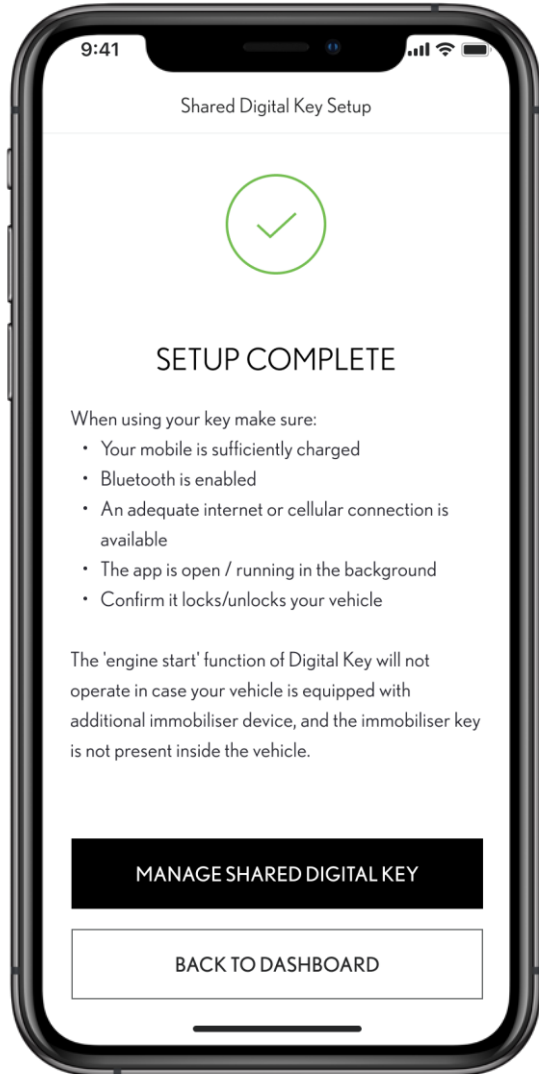 9:41
Shared Digital Key Setup
SETUP COMPLETE
When using your key make sure:
• Your mobile is sufficiently charged
• Bluetooth is enabled
• An adequate internet or cellular connection is
available
• The app is open / running in the background
• Confirm it locks/unlocks your vehicle
The 'engine start' function of Digital Key will not
operate in case your vehicle is equipped with
additional immobiliser device, and the immobiliser key
is not present inside the vehicle.
MANAGE SHARED DIGITAL KEY
BACK TO DASHBOARD